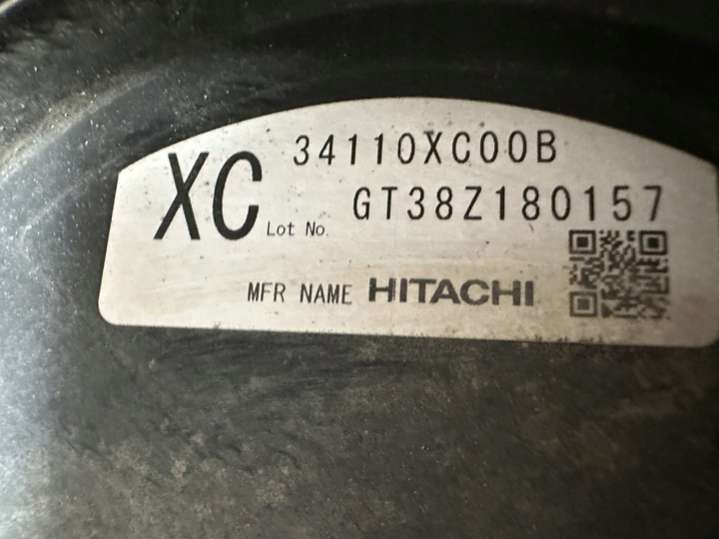 34110XC00B
XC Lot No. GT38Z180157
MFR NAME HITACHI